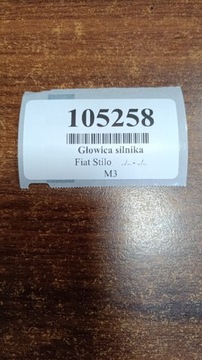 105258
Głowica silnika
Fiat Stilo ../.. - ../..
M3